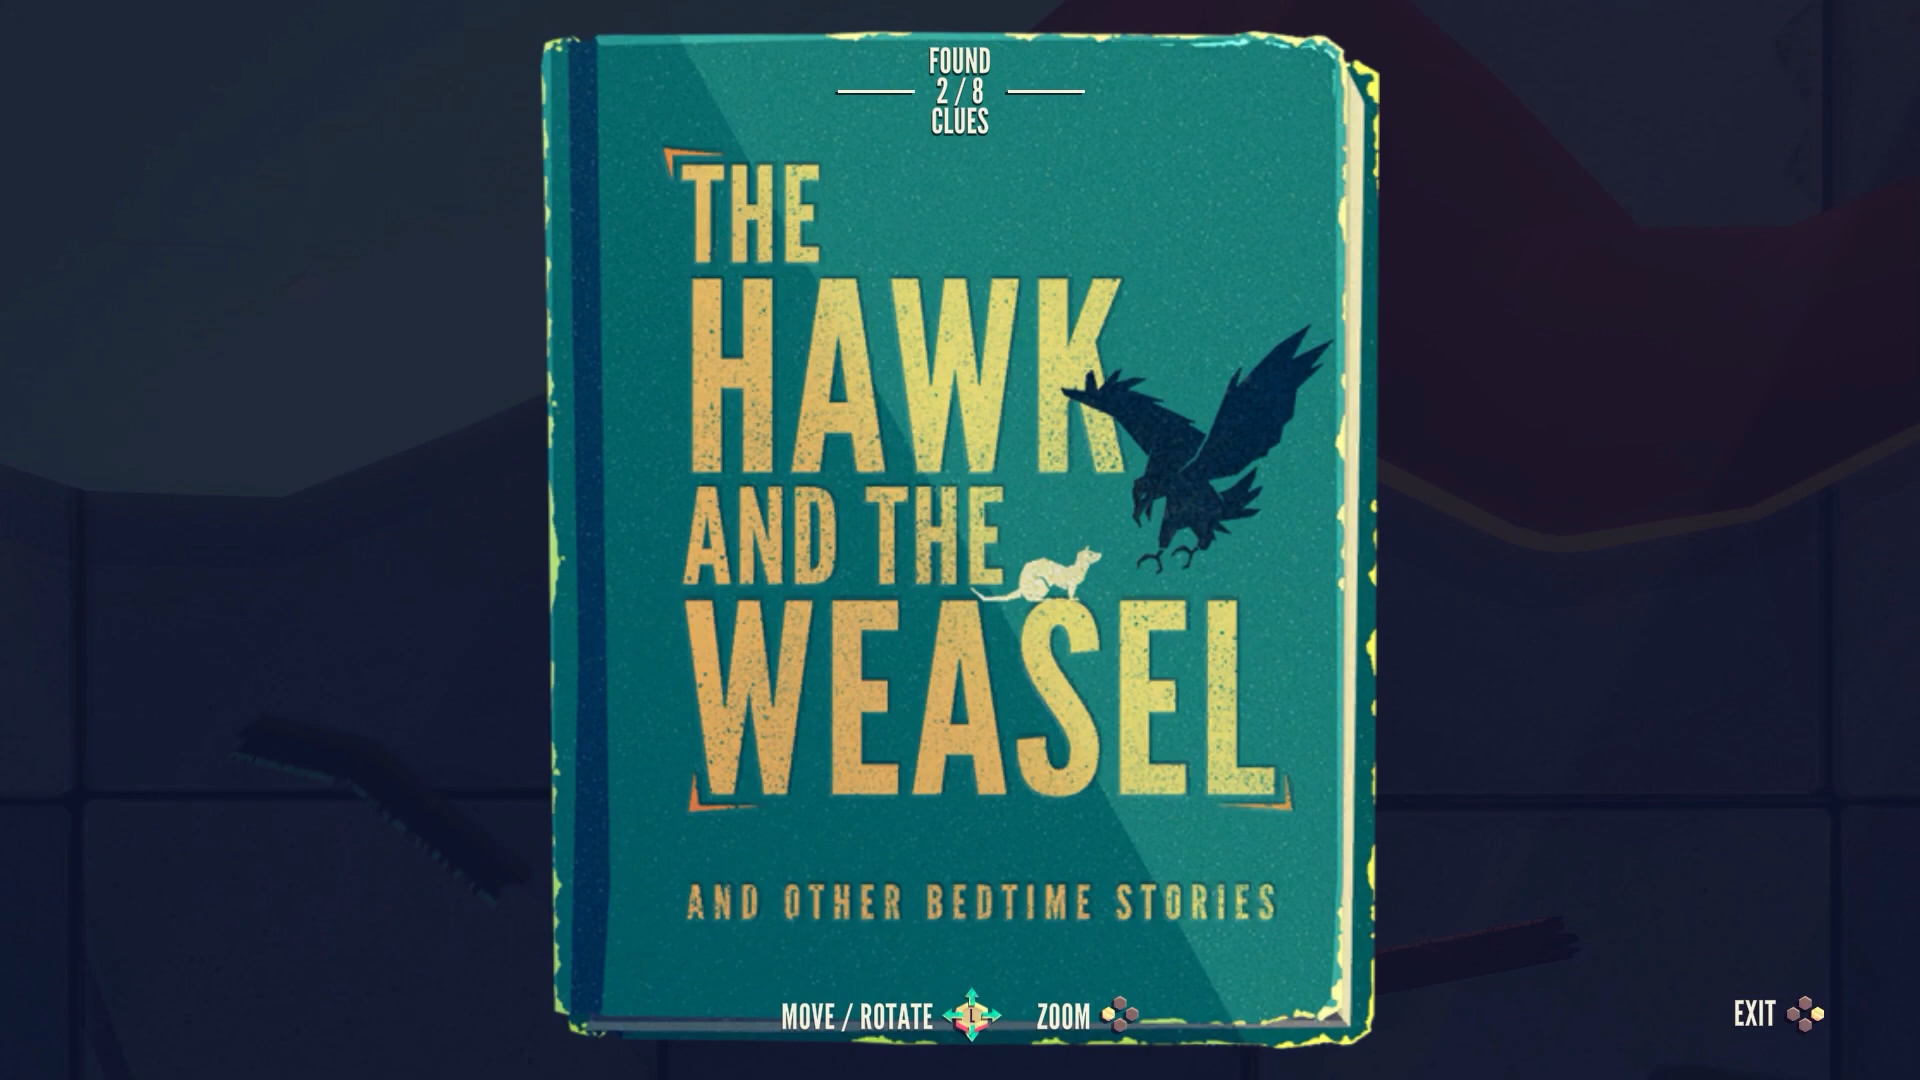 FOUND
2 / 8
CLUES
THE
HAWK
AND THE
WEASEL
AND OTHER BEDTIME STORIES
MOVE / ROTATE L ZOOM
EXIT